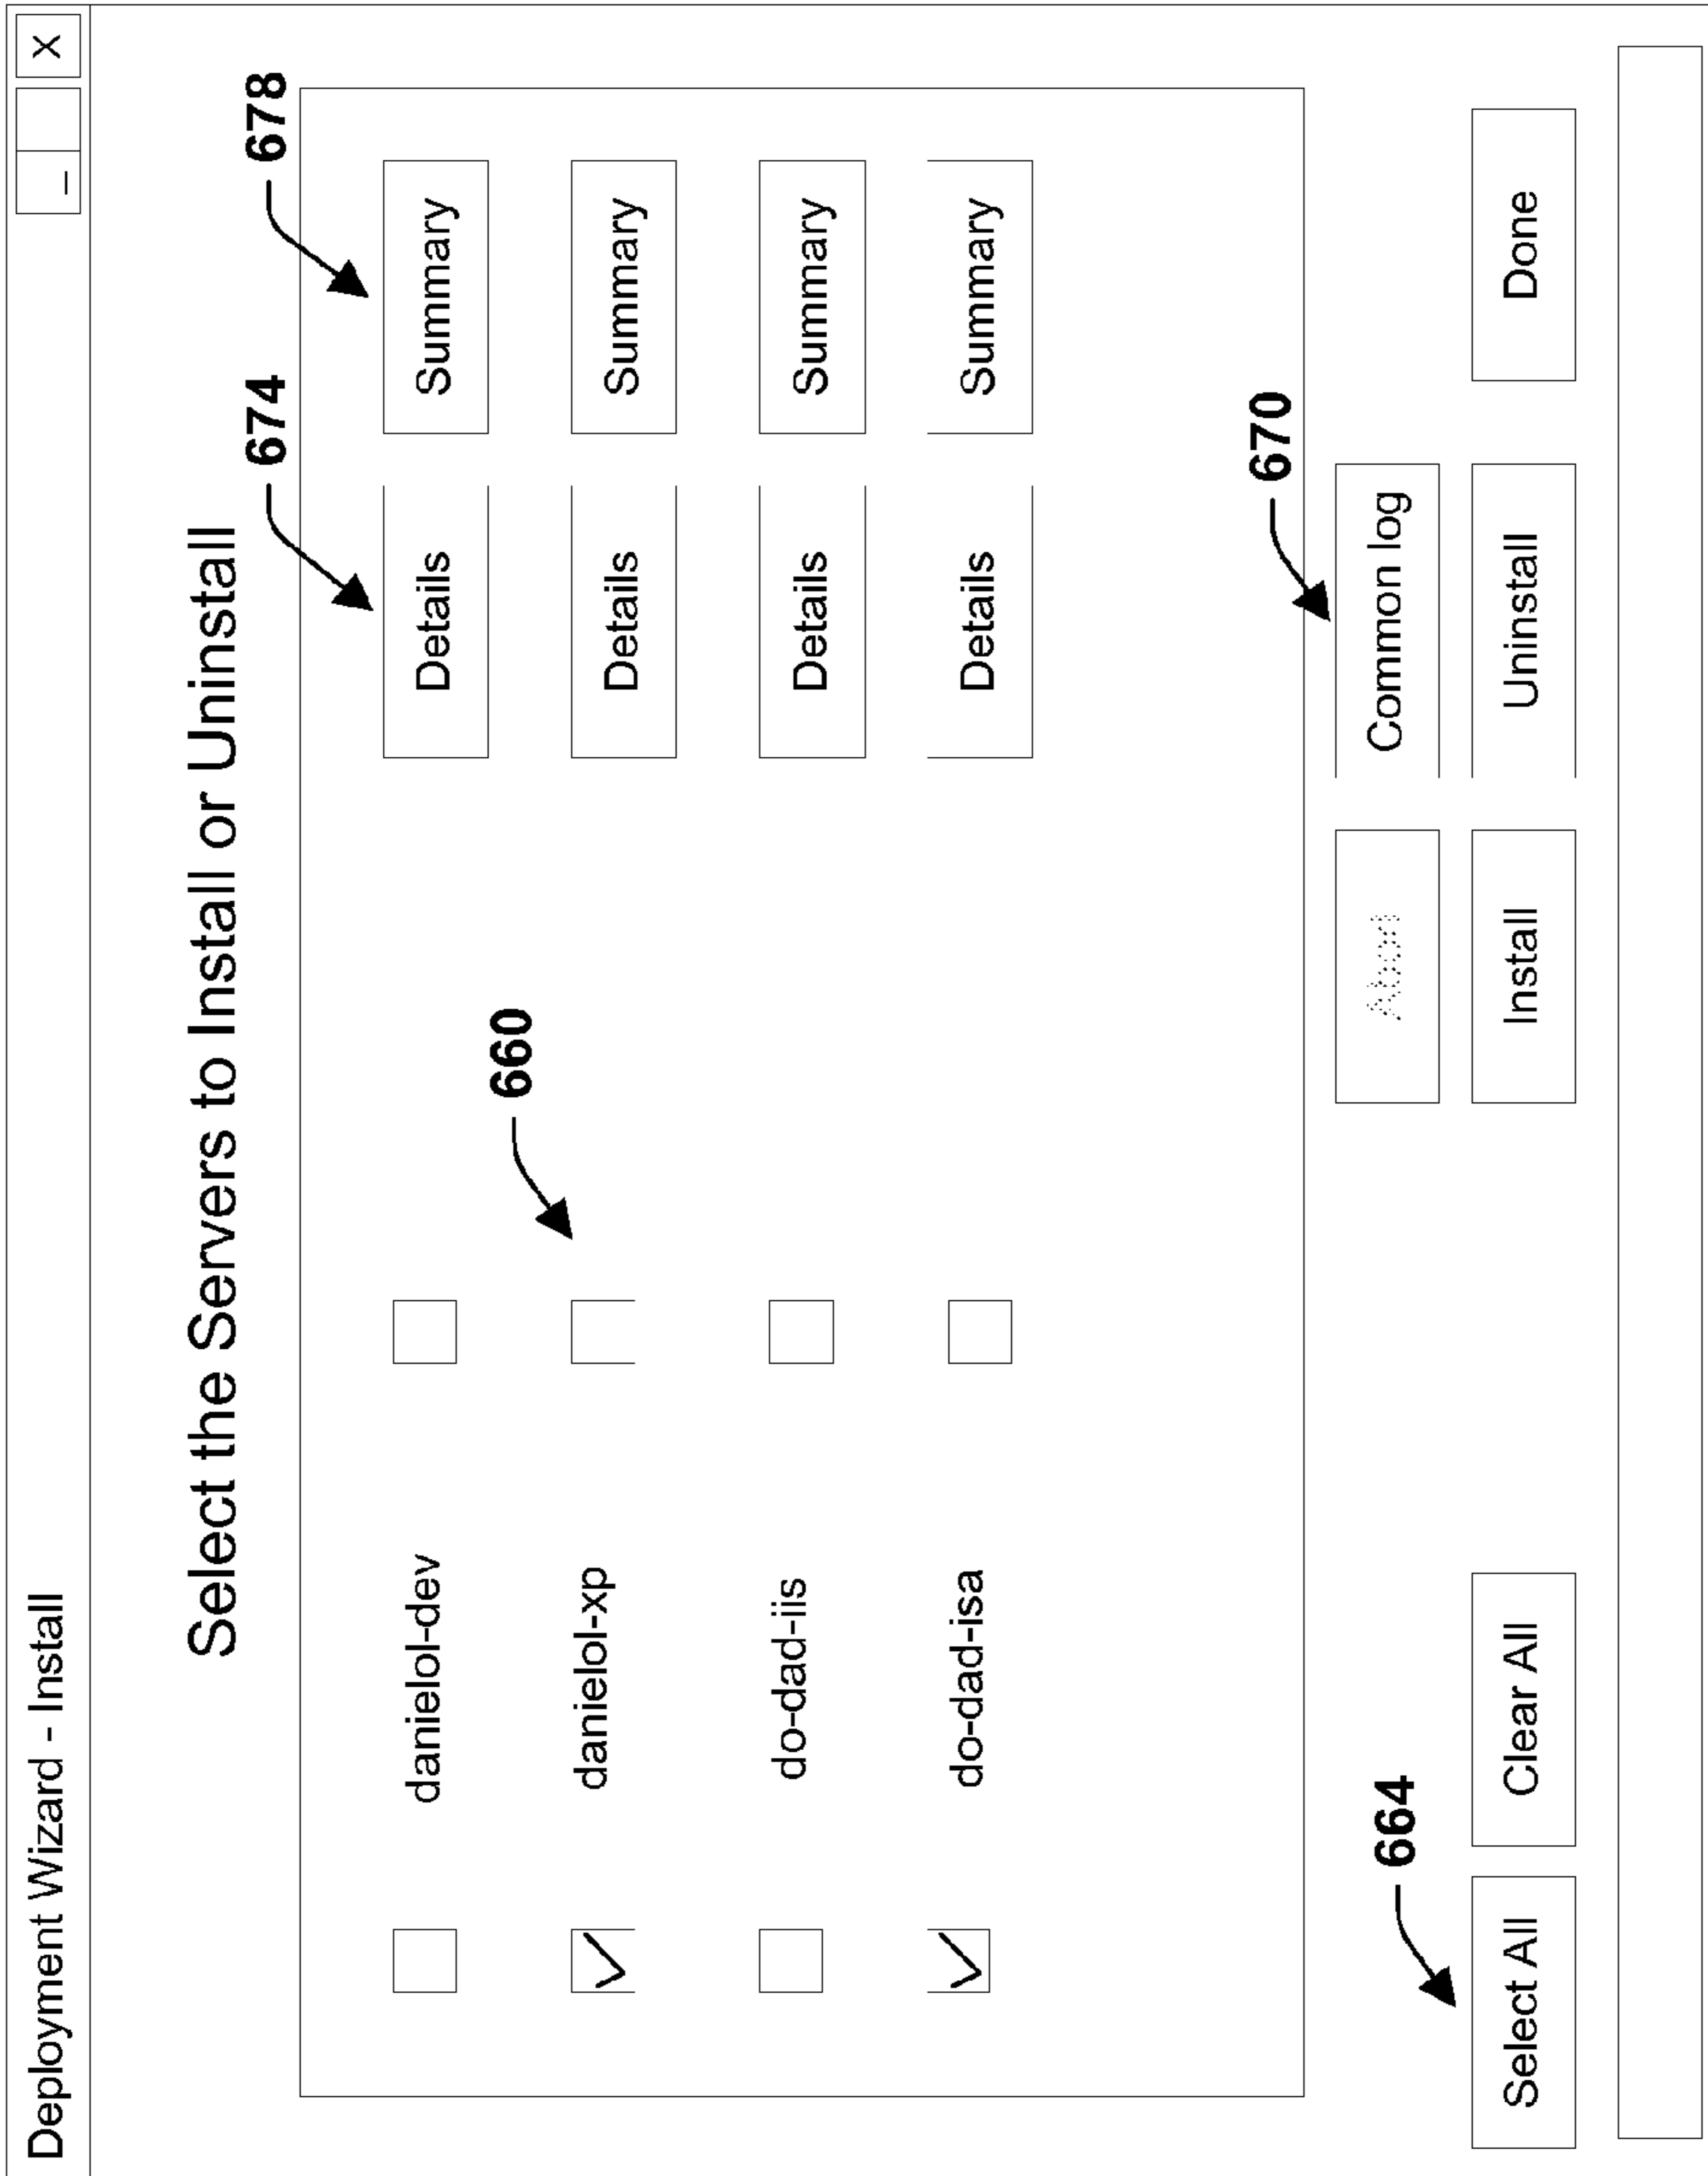 Deployment Wizard - Install _ X
Select the Servers to Install or Uninstall
674 678
danielol-dev Details Summary
660
danielol-xp Details Summary
do-dad-iis Details Summary
do-dad-isa Details Summary
670
Abort Common log
664
Select All Clear All Install Uninstall Done